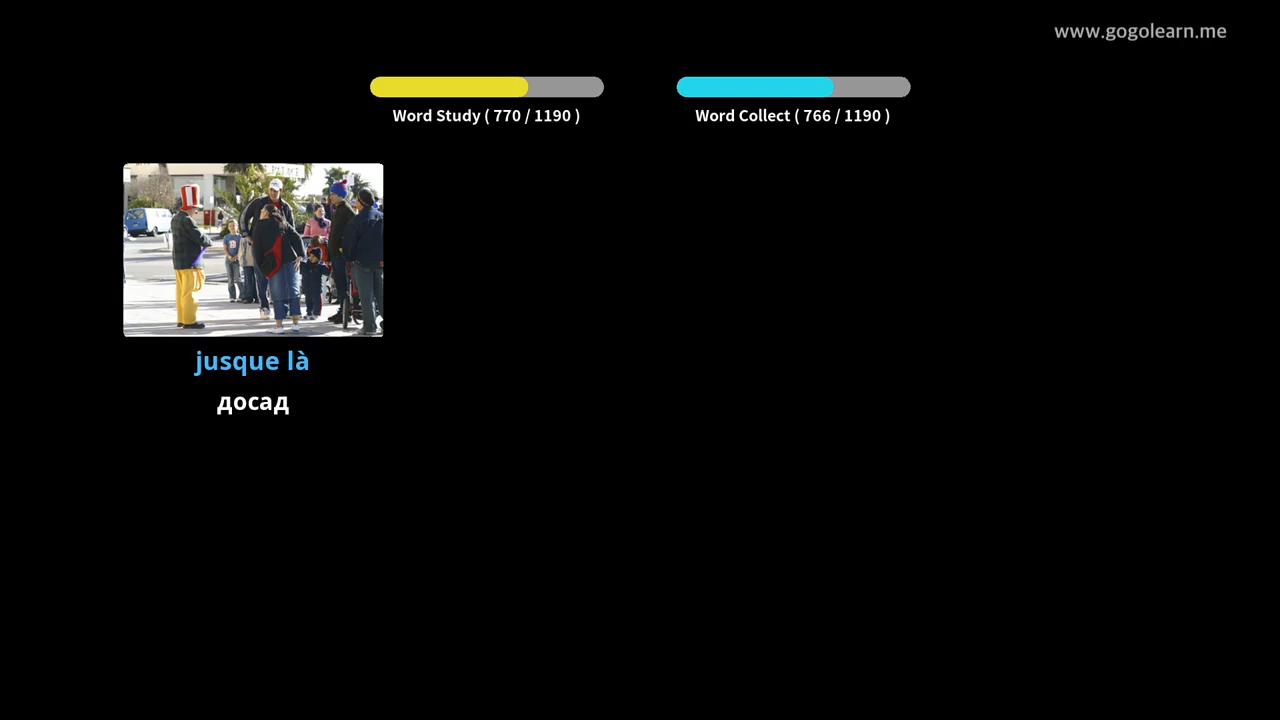 www.gogolearn.me
Word Study ( 770 / 1190 )
Word Collect ( 766 / 1190 )
jusque là
досад